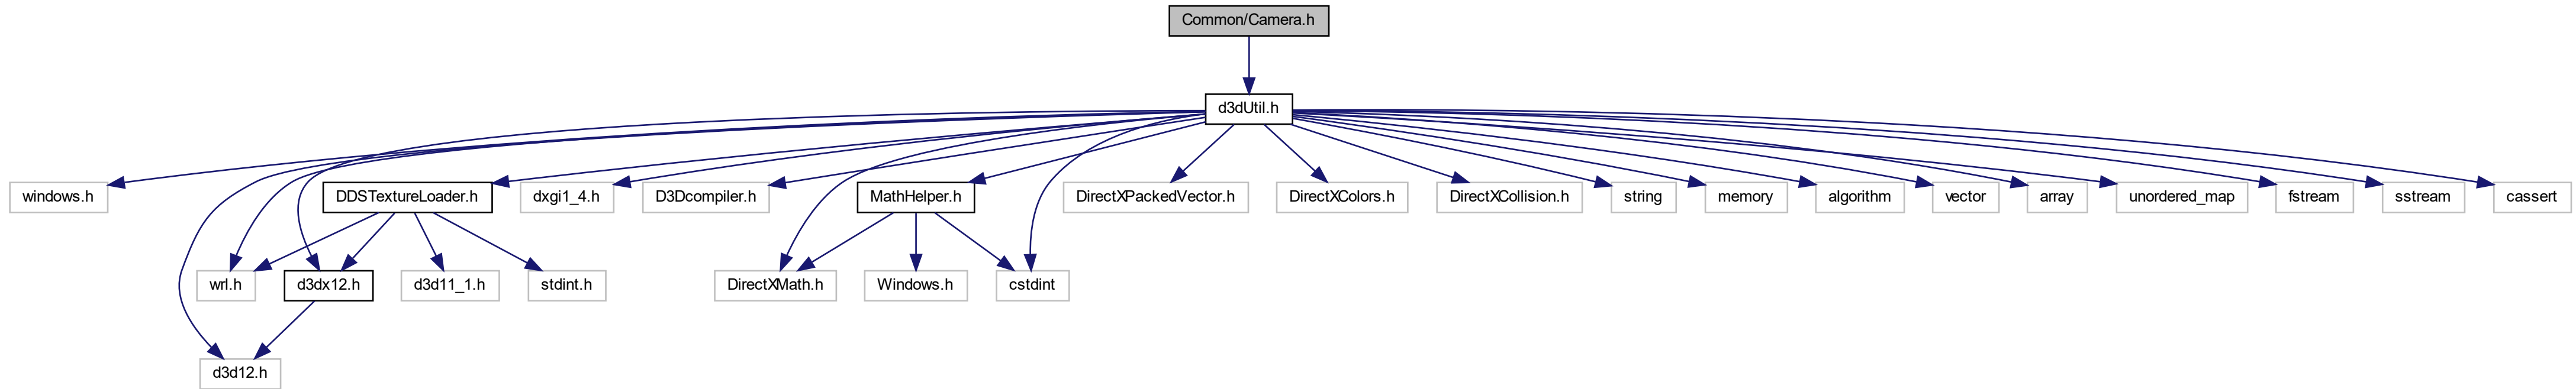 Common/Camera.h
d3dUtil.h
windows.h
DDSTextureLoader.h
dxgi1_4.h
D3Dcompiler.h
MathHelper.h
DirectXPackedVector.h
DirectXColors.h
DirectXCollision.h
string
memory
algorithm
vector
array
unordered_map
fstream
sstream
cassert
wrl.h
d3dx12.h
d3d11_1.h
stdint.h
DirectXMath.h
Windows.h
cstdint
d3d12.h